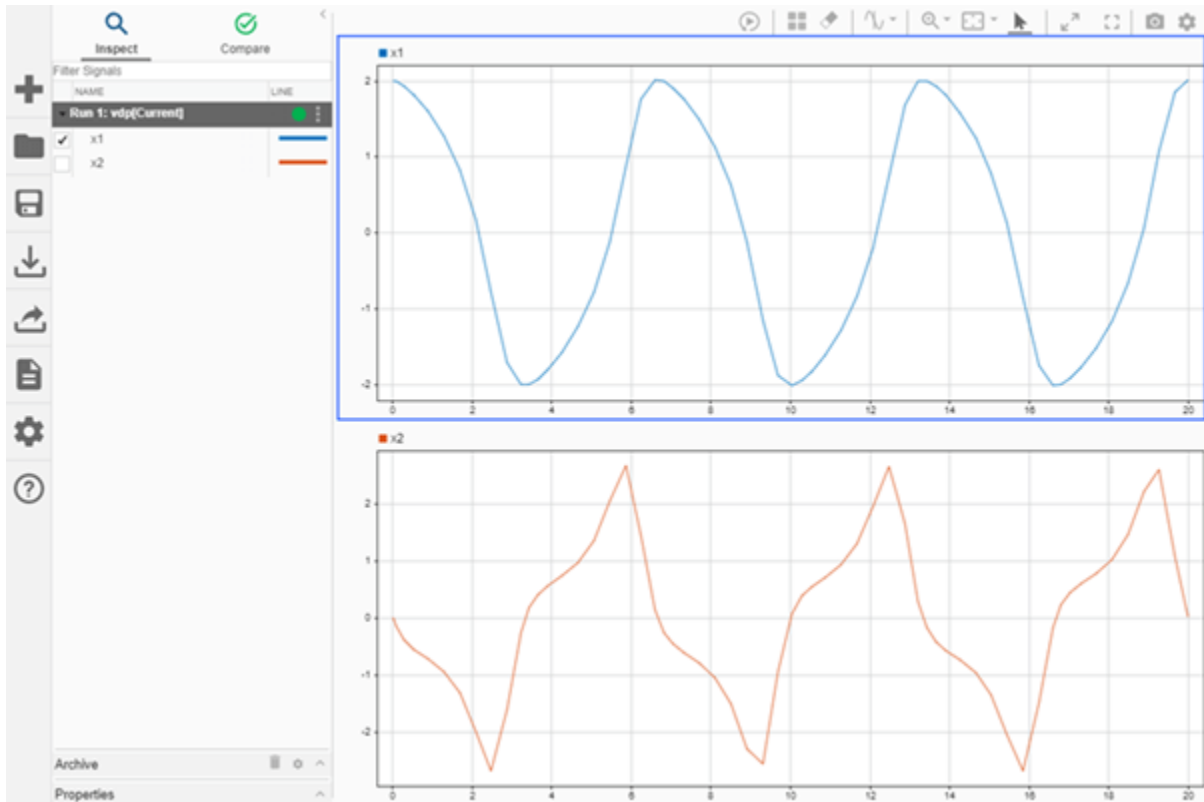 Inspect
Compare
Filter Signals
NAME LINE
Run 1: vdp[Current]
x1
x2
Archive
Properties
x1
2
1
0
-1
-2
0 2 4 6 8 10 12 14 16 18 20
x2
2
1
0
-1
-2
0 2 4 6 8 10 12 14 16 18 20